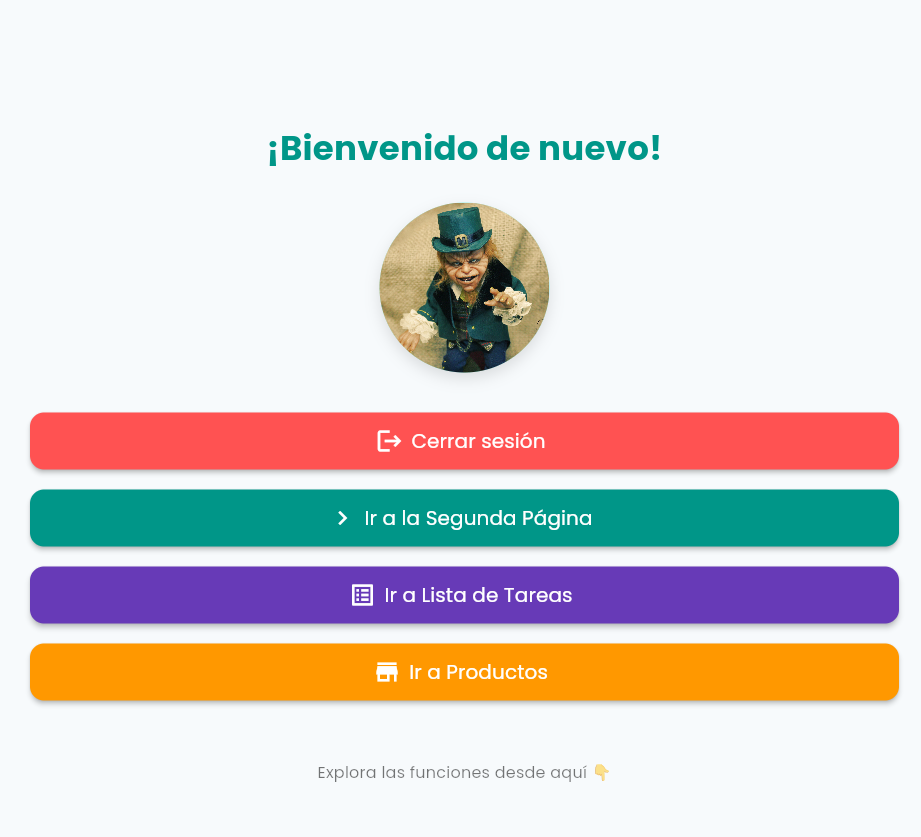 ¡Bienvenido de nuevo!
Cerrar sesión
Ir a la Segunda Página
Ir a Lista de Tareas
Ir a Productos
Explora las funciones desde aquí 👇